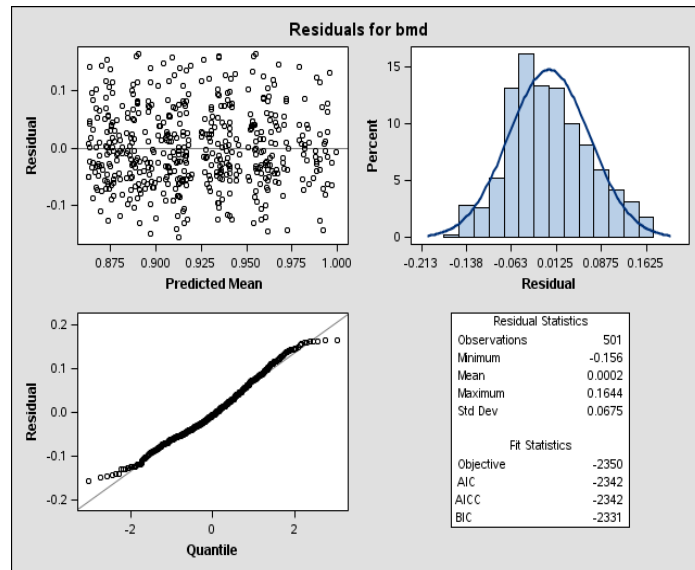 Residuals for bmd
Residual
0.1
0.0
-0.1
0.875 0.900 0.925 0.950 0.975 1.000
Predicted Mean
Percent
15
10
5
0
-0.213 -0.138 -0.063 0.0125 0.0875 0.1625
Residual
Residual
0.2
0.1
0.0
-0.1
-0.2
-2 0 2
Quantile
Residual Statistics
Observations 501
Minimum -0.156
Mean 0.0002
Maximum 0.1644
Std Dev 0.0675
Fit Statistics
Objective -2350
AIC -2342
AICC -2342
BIC -2331